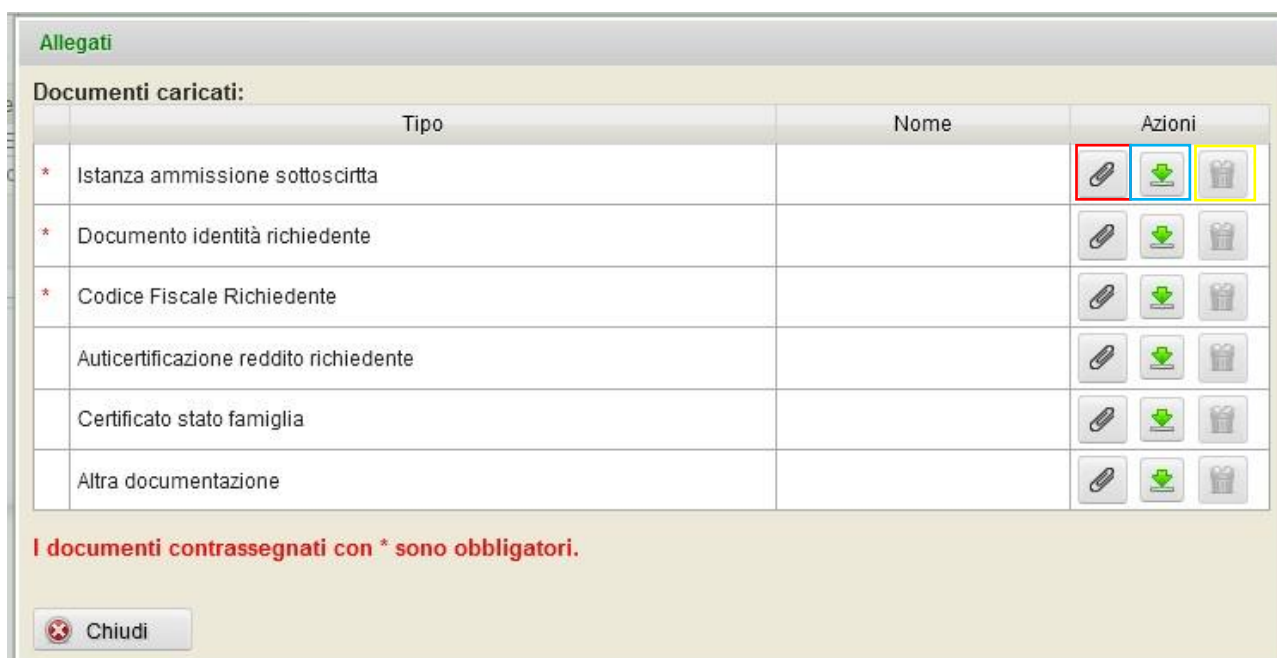 Allegati
Documenti caricati:
Tipo Nome Azioni
* Istanza ammissione sottoscirtta
* Documento identità richiedente
* Codice Fiscale Richiedente
Auticertificazione reddito richiedente
Certificato stato famiglia
Altra documentazione
I documenti contrassegnati con * sono obbligatori.
Chiudi